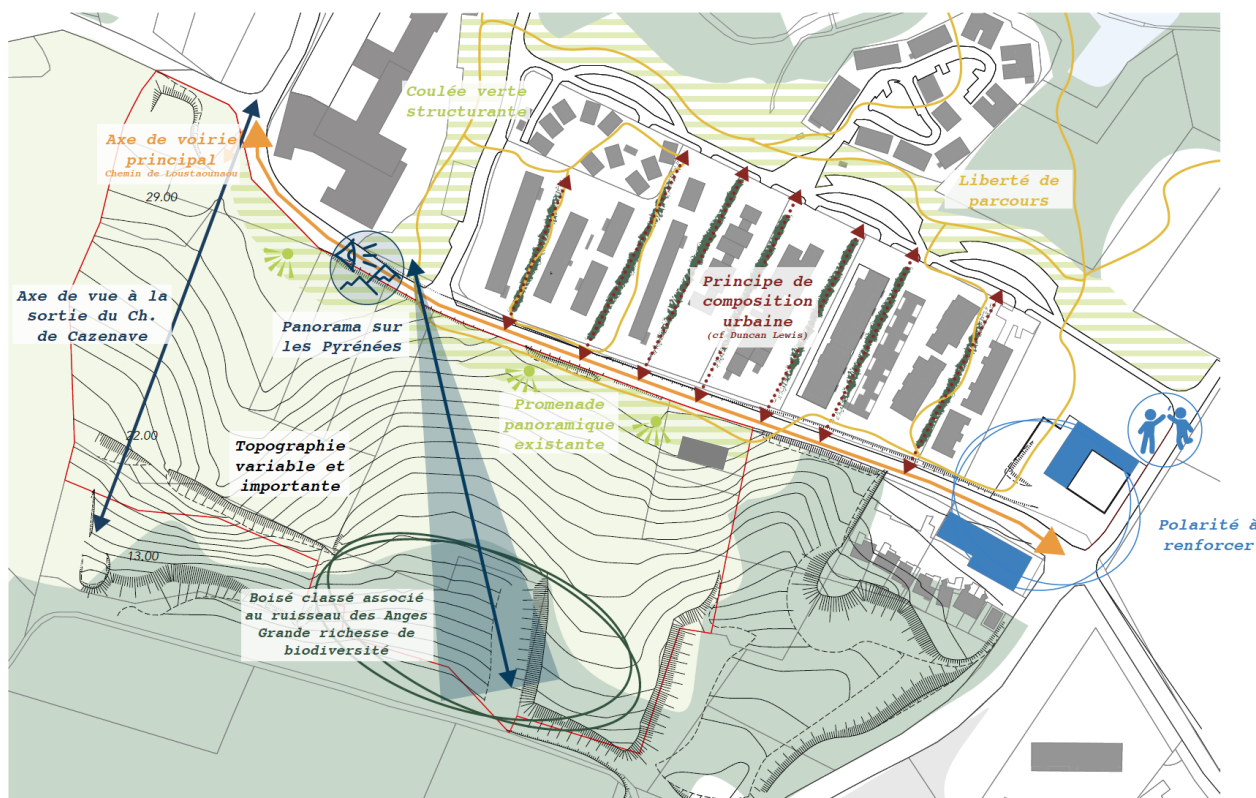 Coulée verte
structurante
Axe de voirie
principal
Chemin de Loustaounaou
29.00
Liberté de
parcours
Axe de vue à la
sortie du Ch.
de Cazenave
Panorama sur
les Pyrénées
Principe de
composition
urbaine
(cf Duncan Lewis)
Promenade
panoramique
existante
22.00
Topographie
variable et
importante
Polarité à
renforcer
13.00
Boisé classé associé
au ruisseau des Anges
Grande richesse de
biodiversité